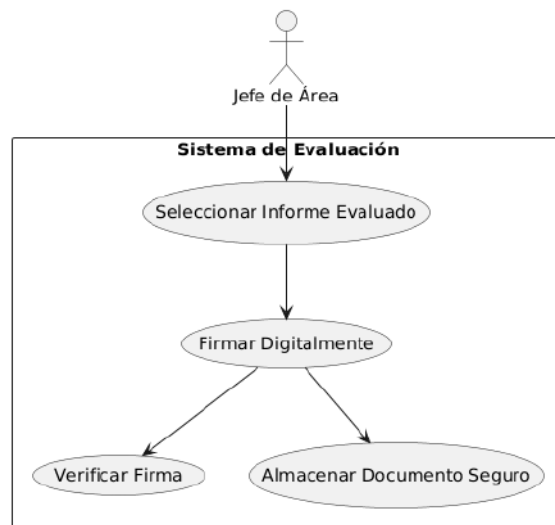 Jefe de Área
Sistema de Evaluación
Seleccionar Informe Evaluado
Firmar Digitalmente
Verificar Firma
Almacenar Documento Seguro